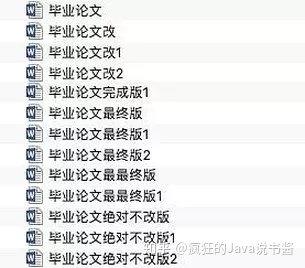 毕业论文
毕业论文改
毕业论文改1
毕业论文改2
毕业论文完成版1
毕业论文最终版
毕业论文最终版1
毕业论文最终版2
毕业论文最最终版
毕业论文最最终版1
毕业论文绝对不改版
毕业论文绝对不改版1
毕业论文绝对不改版2
知乎 @疯狂的Java说书酱